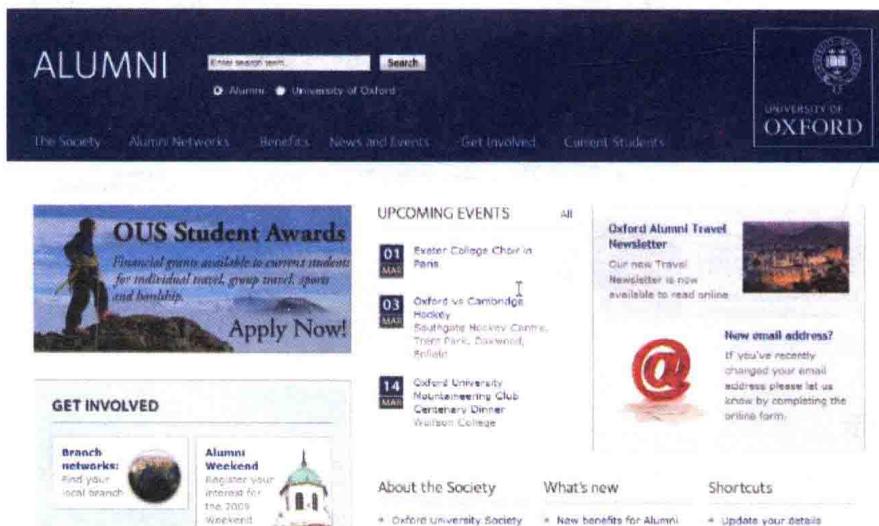 ALUMNI
Enter search term...
Search
Alumni
University of Oxford
UNIVERSITY OF
OXFORD
The Society
Alumni Networks
Benefits
News and Events
Get Involved
Current Students
OUS Student Awards
Financial grants available to current students
for individual travel, group travel, sports
and hardship.
Apply Now!
GET INVOLVED
Branch
networks:
Find your
local branch
Alumni
Weekend
Register your
interest for
the 2009
Weekend
UPCOMING EVENTS
All
01
MAR
Exeter College Choir in
Paris
03
MAR
Oxford vs Cambridge
Hockey
Southgate Hockey Centre,
Trent Park, Oakwood,
Enfield
14
MAR
Oxford University
Mountaineering Club
Centenary Dinner
Wolfson College
Oxford Alumni Travel
Newsletter
Our new Travel
Newsletter is now
available to read online
@
New email address?
If you've recently
changed your email
address please let us
know by completing the
online form.
About the Society
Oxford University Society
What's new
New benefits for Alumni
Shortcuts
Update your details